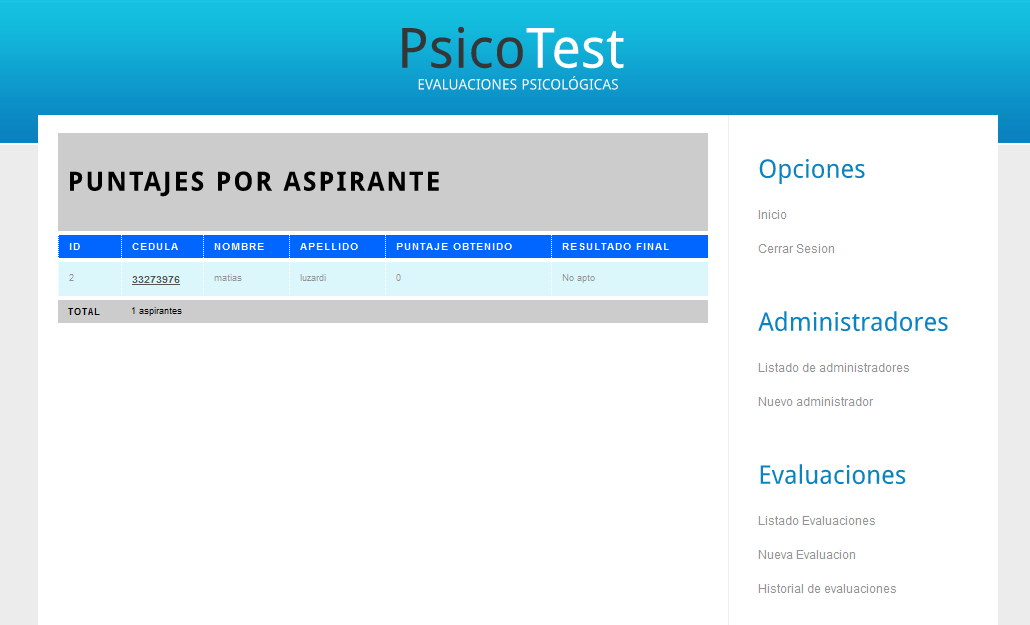 PsicoTest
EVALUACIONES PSICOLÓGICAS
PUNTAJES POR ASPIRANTE
ID CEDULA NOMBRE APELLIDO PUNTAJE OBTENIDO RESULTADO FINAL
2 33273976 matias luzardi 0 No apto
TOTAL 1 aspirantes
Opciones
Inicio
Cerrar Sesion
Administradores
Listado de administradores
Nuevo administrador
Evaluaciones
Listado Evaluaciones
Nueva Evaluacion
Historial de evaluaciones